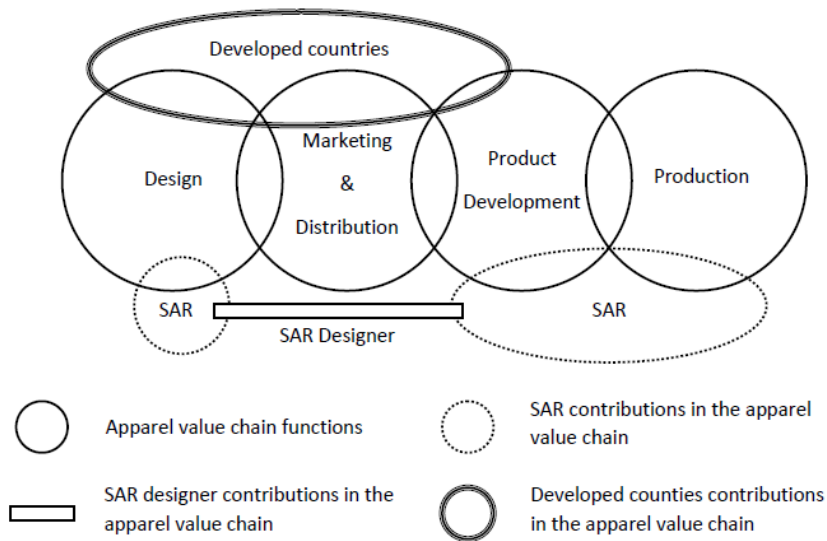 Developed countries
Design
Marketing
&
Distribution
Product
Development
Production
SAR
SAR Designer
SAR
Apparel value chain functions
SAR contributions in the apparel
value chain
SAR designer contributions in the
apparel value chain
Developed counties contributions
in the apparel value chain